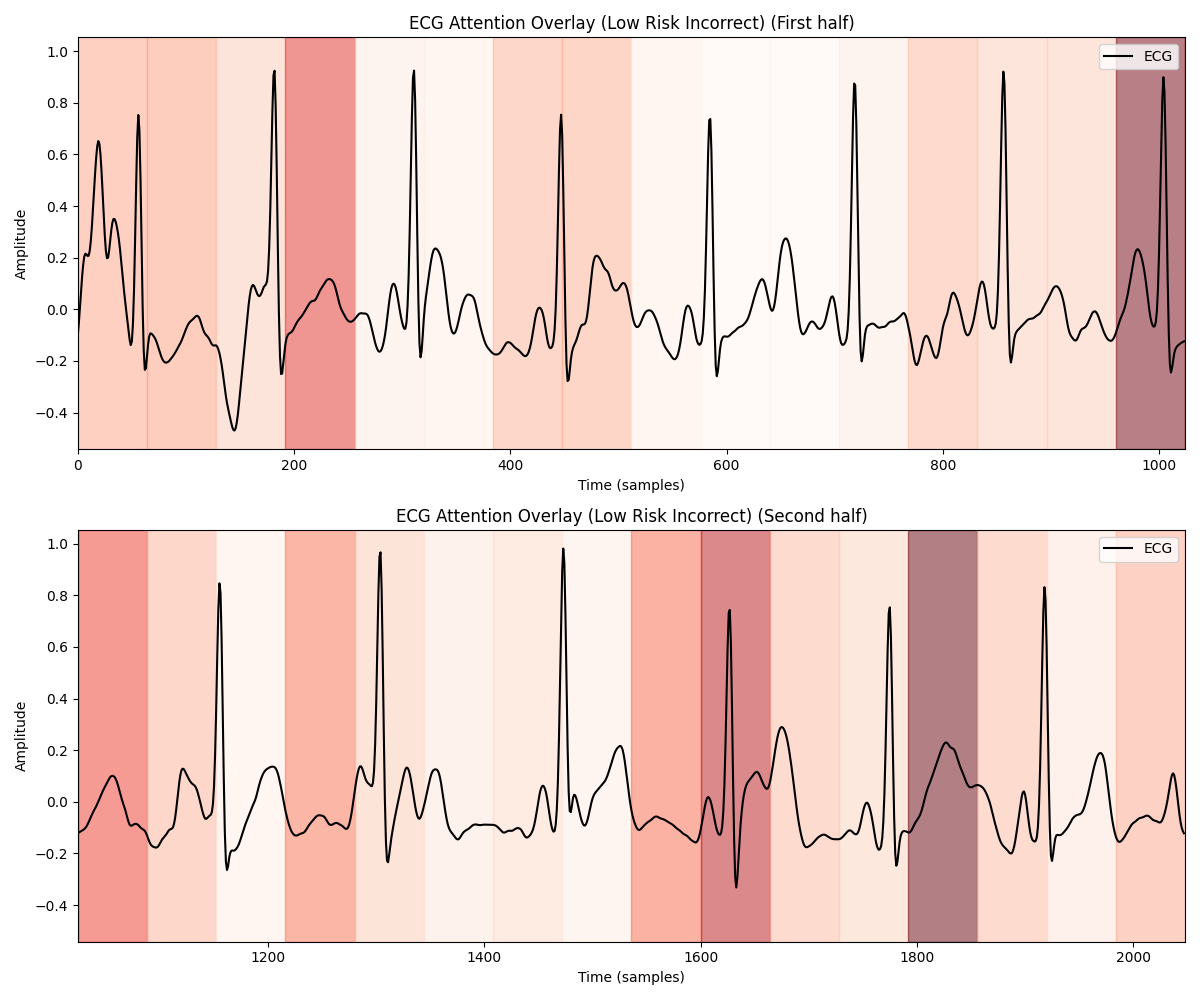 ECG Attention Overlay (Low Risk Incorrect) (First half)
1.0
0.8
0.6
0.4
0.2
0.0
−0.2
−0.4
Amplitude
ECG
0 200 400 600 800 1000
Time (samples)
ECG Attention Overlay (Low Risk Incorrect) (Second half)
1.0
0.8
0.6
0.4
0.2
0.0
−0.2
−0.4
Amplitude
ECG
1200 1400 1600 1800 2000
Time (samples)